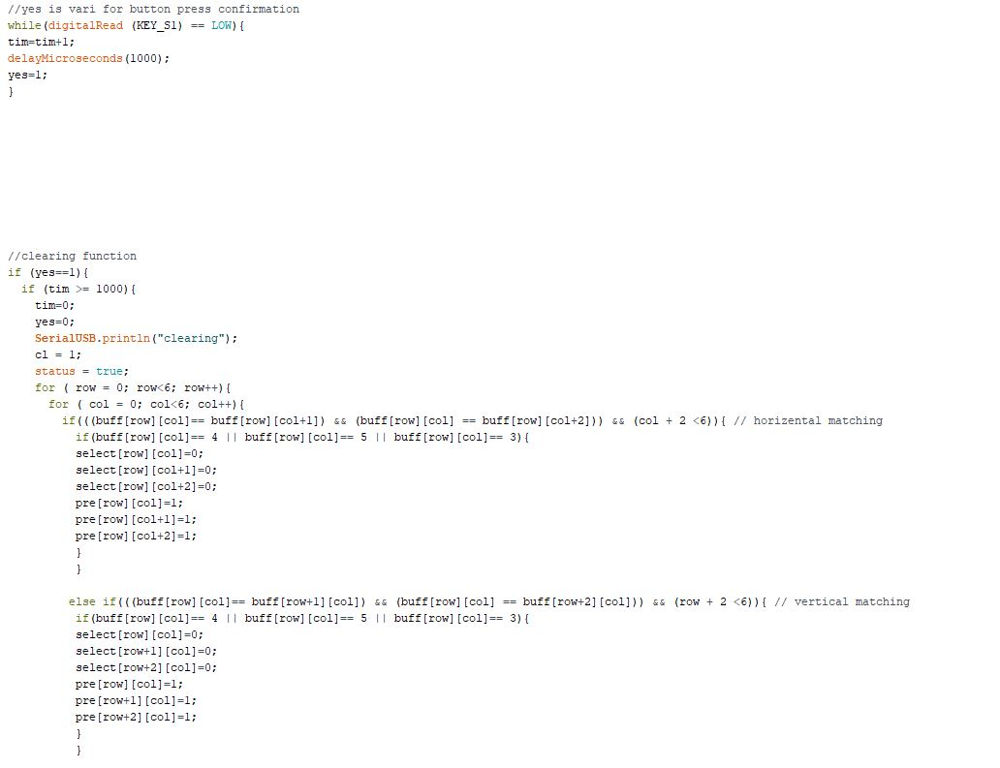 //yes is vari for button press confirmation
while(digitalRead (KEY_S1) == LOW){
tim=tim+1;
delayMicroseconds(1000);
yes=1;
}
//clearing function
if (yes==1){
if (tim >= 1000){
tim=0;
yes=0;
SerialUSB.println("clearing");
cl = 1;
status = true;
for ( row = 0; row<6; row++){
for ( col = 0; col<6; col++){
if(((buff[row][col]== buff[row][col+1]) && (buff[row][col] == buff[row][col+2])) && (col + 2 <6)){ // horizental matching
if(buff[row][col]== 4 || buff[row][col]== 5 || buff[row][col]== 3){
select[row][col]=0;
select[row][col+1]=0;
select[row][col+2]=0;
pre[row][col]=1;
pre[row][col+1]=1;
pre[row][col+2]=1;
}
}
else if(((buff[row][col]== buff[row+1][col]) && (buff[row][col] == buff[row+2][col])) && (row + 2 <6)){ // vertical matching
if(buff[row][col]== 4 || buff[row][col]== 5 || buff[row][col]== 3){
select[row][col]=0;
select[row+1][col]=0;
select[row+2][col]=0;
pre[row][col]=1;
pre[row+1][col]=1;
pre[row+2][col]=1;
}
}